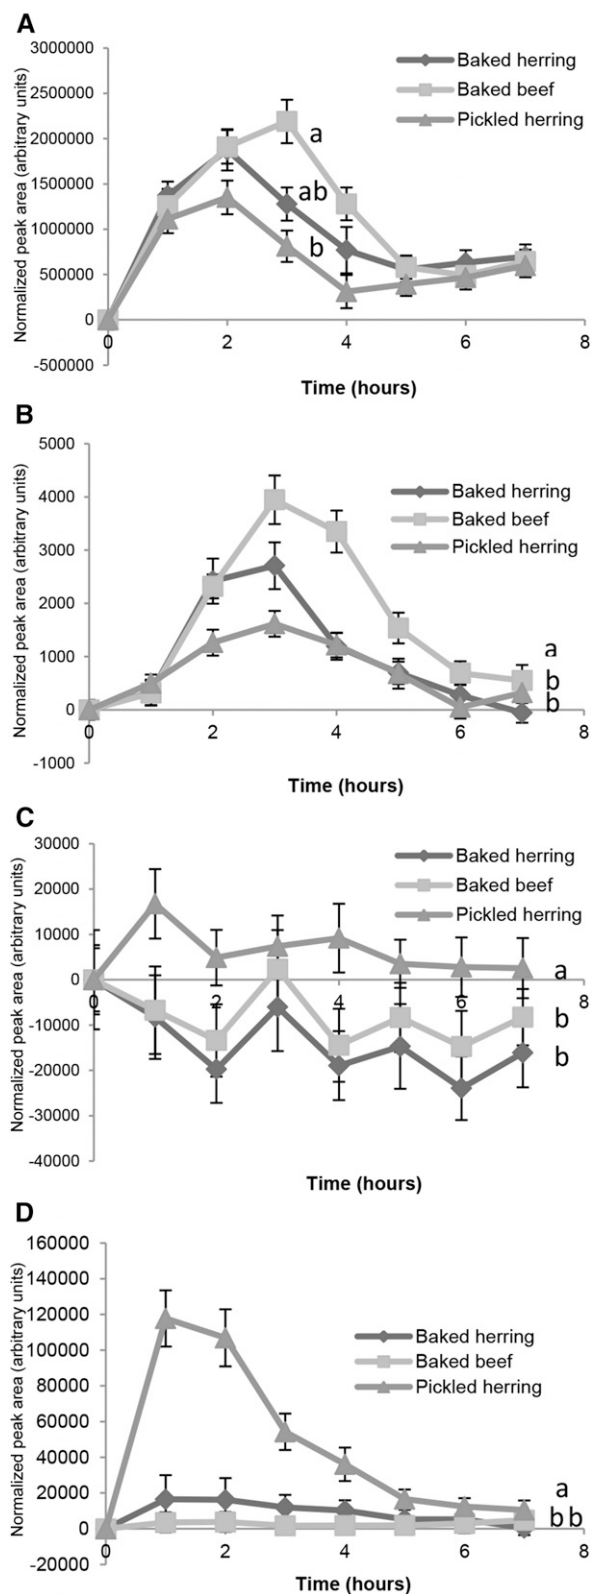 A
Normalized peak area (arbitrary units)
3000000
2500000
2000000
1500000
1000000
500000
0
-500000
0 2 4 6 8
Baked herring
Baked beef
Pickled herring
a
ab
b
Time (hours)
B
Normalized peak area (arbitrary units)
5000
4000
3000
2000
1000
0
-1000
0 2 4 6 8
Baked herring
Baked beef
Pickled herring
a
b
b
Time (hours)
C
Normalized peak area (arbitrary units)
30000
20000
10000
0
-10000
-20000
-30000
-40000
0 2 4 6 8
Baked herring
Baked beef
Pickled herring
a
b
b
Time (hours)
D
Normalized peak area (arbitrary units)
160000
140000
120000
100000
80000
60000
40000
20000
0
-20000
0 2 4 6 8
Baked herring
Baked beef
Pickled herring
a
b b
Time (hours)